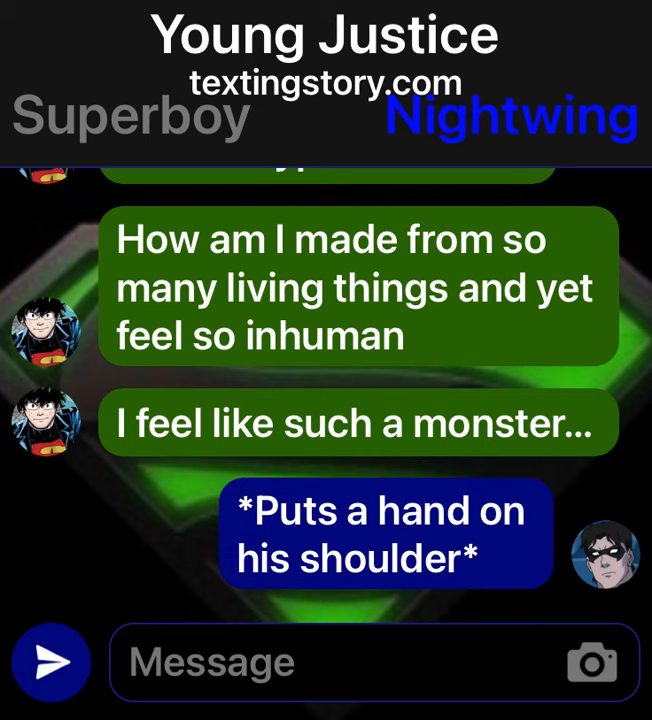 Young Justice
textingstory.com
Superboy
Nightwing
How am I made from so
many living things and yet
feel so inhuman
I feel like such a monster...
*Puts a hand on
his shoulder*
Message